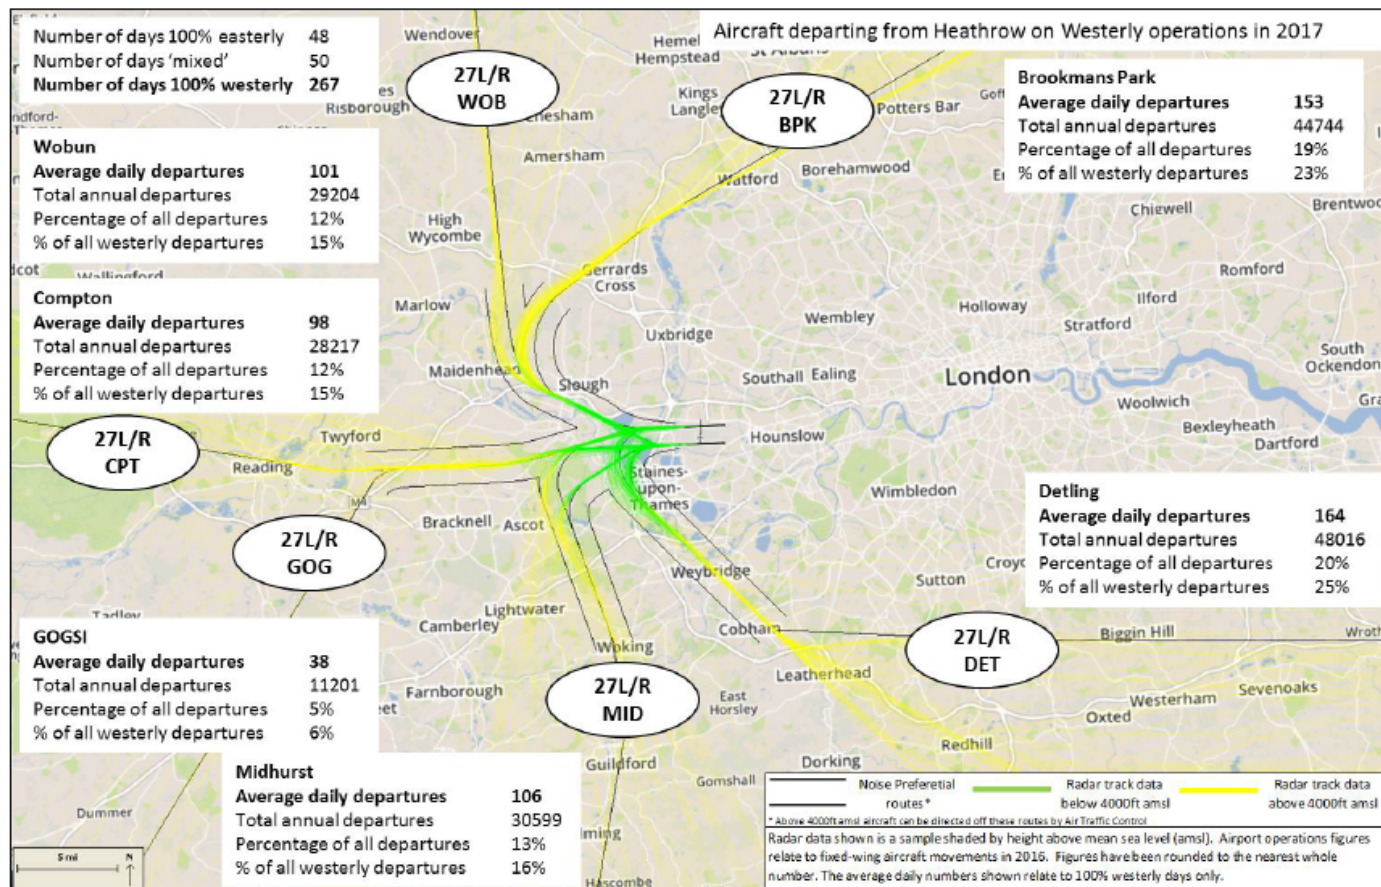 Aircraft departing from Heathrow on Westerly operations in 2017
Number of days 100% easterly 48
Number of days 'mixed' 50
Number of days 100% westerly 267
Wobun
Average daily departures 101
Total annual departures 29204
Percentage of all departures 12%
% of all westerly departures 15%
Compton
Average daily departures 98
Total annual departures 28217
Percentage of all departures 12%
% of all westerly departures 15%
Brookmans Park
Average daily departures 153
Total annual departures 44744
Percentage of all departures 19%
% of all westerly departures 23%
Detling
Average daily departures 164
Total annual departures 48016
Percentage of all departures 20%
% of all westerly departures 25%
GOGSI
Average daily departures 38
Total annual departures 11201
Percentage of all departures 5%
% of all westerly departures 6%
Midhurst
Average daily departures 106
Total annual departures 30599
Percentage of all departures 13%
% of all westerly departures 16%
27L/R
WOB
27L/R
BPK
27L/R
CPT
27L/R
GOG
27L/R
MID
27L/R
DET
Wendover
Hemel
Hempstead
St Albans
Risborough
Chesham
Kings
Langley
Potters Bar
Amersham
Watford
Borehamwood
High
Wycombe
Chigwell
Brentwoo
Wallingford
Gerrards
Cross
Romford
Marlow
Uxbridge
Wembley
Holloway
Ilford
Stratford
Maidenhead
Slough
Southall
Ealing
London
South
Ockendon
Woolwich
Gra
Twyford
Hounslow
Bexleyheath
Dartford
Reading
M4
Staines-
upon-
Thames
Wimbledon
Bracknell
Ascot
Weybridge
Sutton
Croyd
Tadley
Lightwater
Camberley
Cobham
Biggin Hill
Wroth
Woking
Leatherhead
Farnborough
East
Horsley
Westerham
Sevenoaks
Oxted
Redhill
Guildford
Gomshall
Dorking
Dummer
Hascombe
5 mi
N
Noise Preferetial
routes*
Radar track data
below 4000ft amsl
Radar track data
above 4000ft amsl
* Above 4000ft amsl aircraft can be directed off these routes by Air Traffic Control
Radar data shown is a sample shaded by height above mean sea level (amsl). Airport operations figures
relate to fixed-wing aircraft movements in 2016. Figures have been rounded to the nearest whole
number. The average daily numbers shown relate to 100% westerly days only.